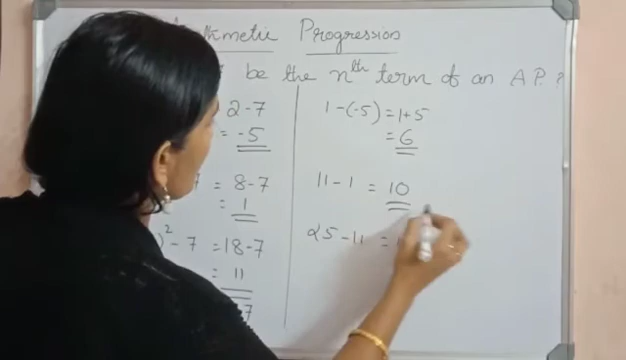 Progression
be the nth term of an A.P ?
2 - 7
= -5
= 8 - 7
= 1
)² - 7 = 18 - 7
= 11
7
1 - (-5) = 1 + 5
= 6
11 - 1 = 10
25 - 11 =